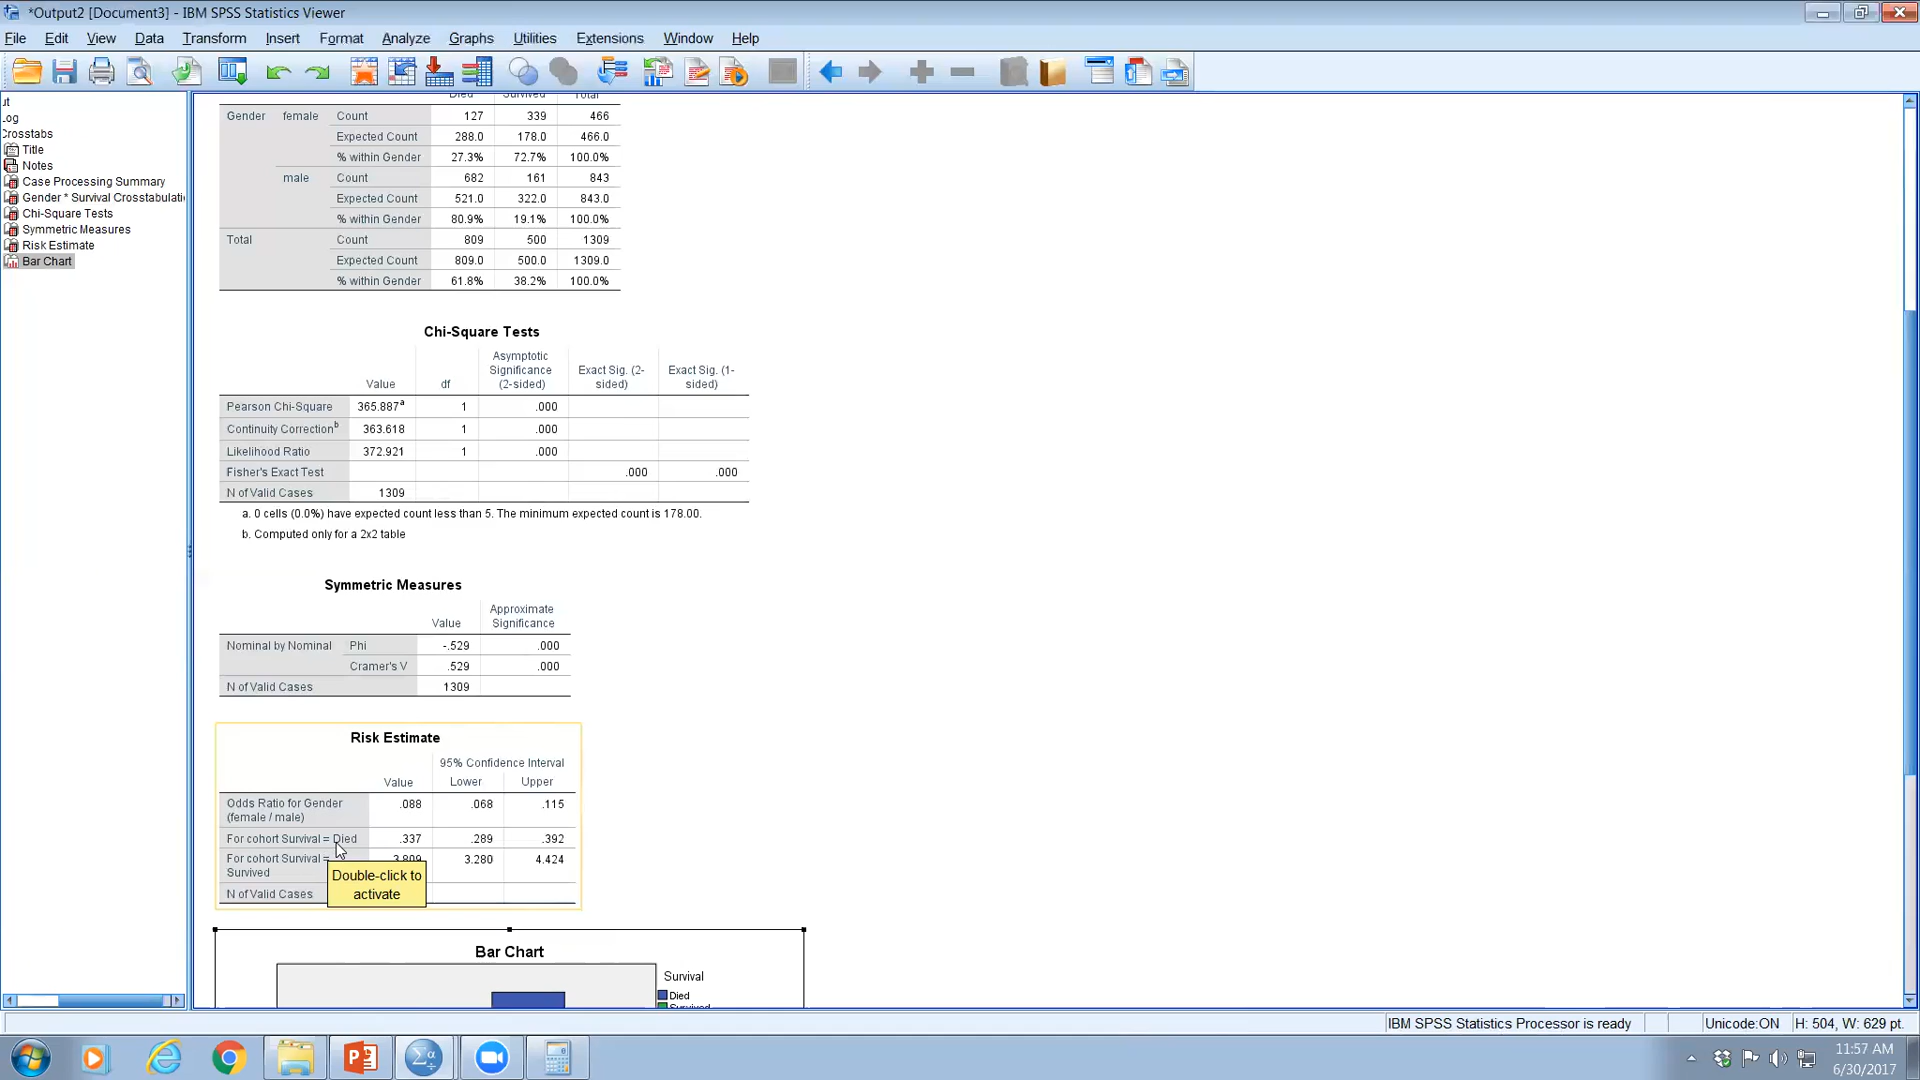 *Output2 [Document3] - IBM SPSS Statistics Viewer
File Edit View Data Transform Insert Format Analyze Graphs Utilities Extensions Window Help
ut
Log
Crosstabs
Title
Notes
Case Processing Summary
Gender * Survival Crosstabulati
Chi-Square Tests
Symmetric Measures
Risk Estimate
Bar Chart
Died Survived Total
Gender female Count 127 339 466
Expected Count 288.0 178.0 466.0
% within Gender 27.3% 72.7% 100.0%
male Count 682 161 843
Expected Count 521.0 322.0 843.0
% within Gender 80.9% 19.1% 100.0%
Total Count 809 500 1309
Expected Count 809.0 500.0 1309.0
% within Gender 61.8% 38.2% 100.0%
Chi-Square Tests
Value df Asymptotic Significance (2-sided) Exact Sig. (2-sided) Exact Sig. (1-sided)
Pearson Chi-Square 365.887a 1 .000
Continuity Correctionb 363.618 1 .000
Likelihood Ratio 372.921 1 .000
Fisher's Exact Test .000 .000
N of Valid Cases 1309
a. 0 cells (0.0%) have expected count less than 5. The minimum expected count is 178.00.
b. Computed only for a 2x2 table
Symmetric Measures
Value Approximate Significance
Nominal by Nominal Phi -.529 .000
Cramer's V .529 .000
N of Valid Cases 1309
Risk Estimate
95% Confidence Interval
Value Lower Upper
Odds Ratio for Gender (female / male) .088 .068 .115
For cohort Survival = Died .337 .289 .392
For cohort Survival = Survived 3.809 3.280 4.424
N of Valid Cases
Double-click to
activate
Bar Chart
Survival
Died
Survived
IBM SPSS Statistics Processor is ready Unicode:ON H: 504, W: 629 pt.
11:57 AM
6/30/2017